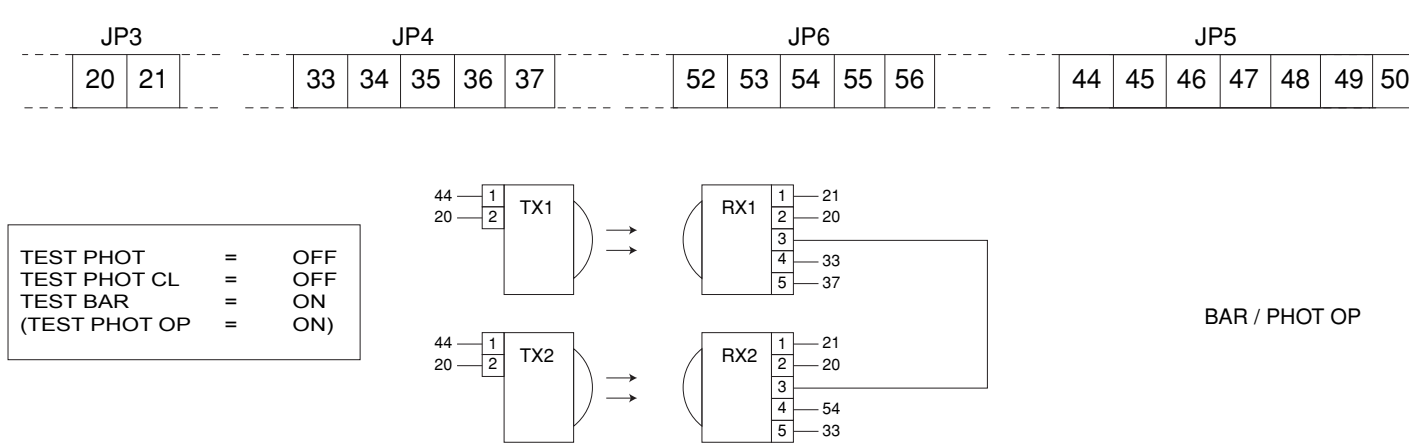 JP3 JP4 JP6 JP5
20 21 33 34 35 36 37 52 53 54 55 56 44 45 46 47 48 49 50
TEST PHOT = OFF
TEST PHOT CL = OFF
TEST BAR = ON
(TEST PHOT OP = ON)
44 1 TX1
20 2
RX1 1 21
2 20
3
4 33
5 37
44 1 TX2
20 2
RX2 1 21
2 20
3
4 54
5 33
BAR / PHOT OP